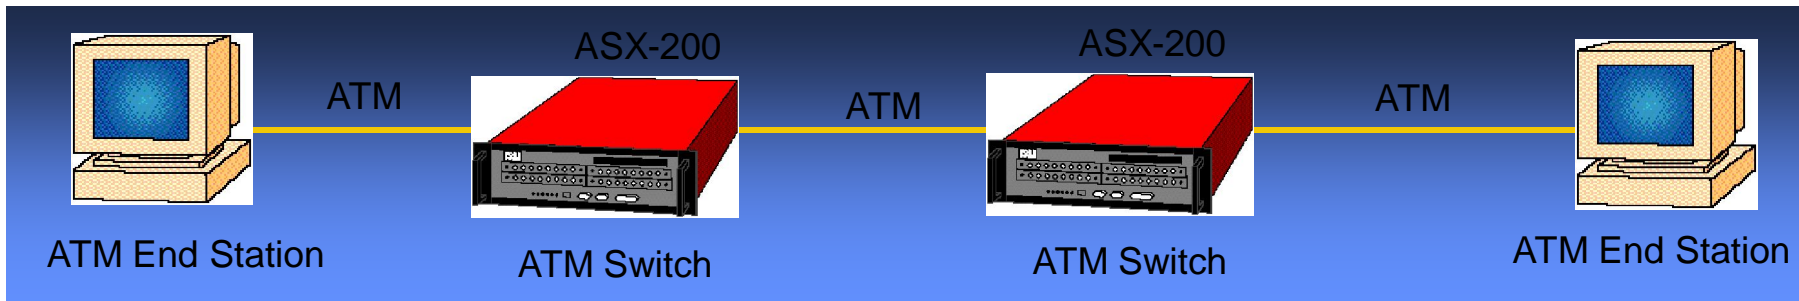 ASX-200
ASX-200
ATM
ATM
ATM
ATM End Station
ATM Switch
ATM Switch
ATM End Station